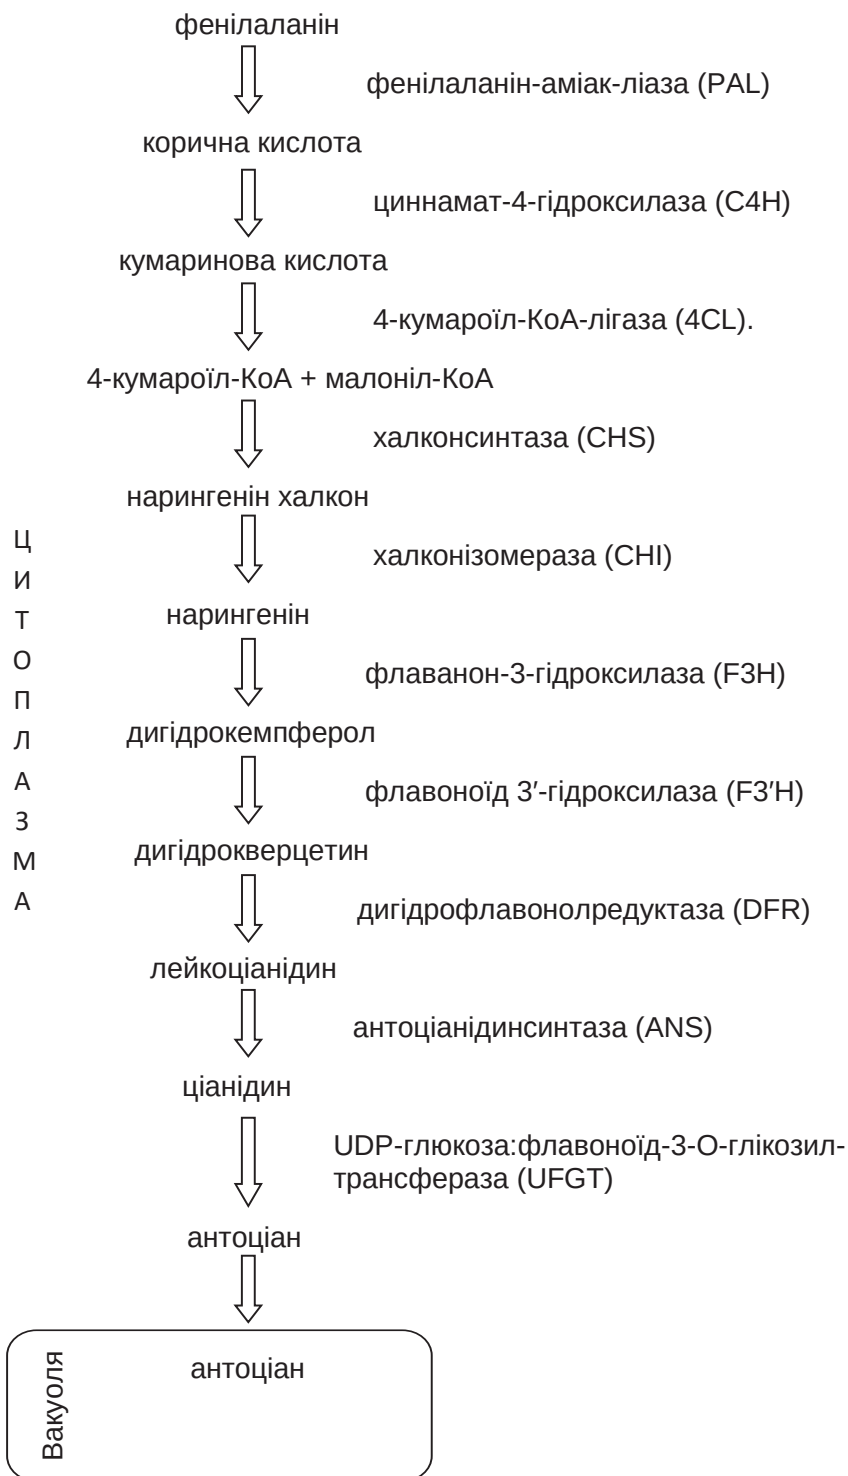 фенілаланін
фенілаланін-аміак-ліаза (PAL)
корична кислота
циннамат-4-гідроксилаза (C4H)
кумаринова кислота
4-кумароїл-КоА-лігаза (4CL).
4-кумароїл-КоА + малоніл-КоА
халконсинтаза (CHS)
нарингенін халкон
халконізомераза (CHI)
нарингенін
флаванон-3-гідроксилаза (F3H)
дигідрокемпферол
флавоноїд 3′-гідроксилаза (F3′H)
дигідрокверцетин
дигідрофлавонолредуктаза (DFR)
лейкоціанідин
антоціанідинсинтаза (ANS)
ціанідин
UDP-глюкоза:флавоноїд-3-О-глікозил-
трансфераза (UFGT)
антоціан
антоціан
Вакуоля
ЦИТОПЛАЗМА